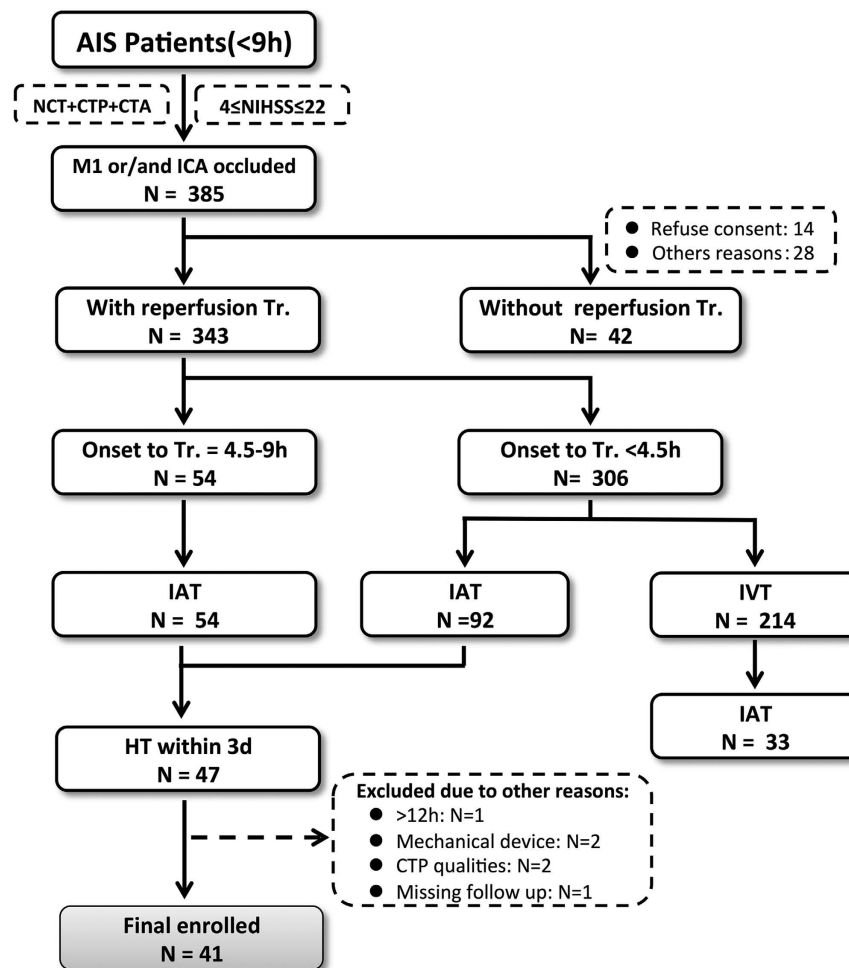 AIS Patients(<9h)
NCT+CTP+CTA
4≤NIHSS≤22
M1 or/and ICA occluded
N = 385
● Refuse consent: 14
● Others reasons: 28
With reperfusion Tr.
N = 343
Without reperfusion Tr.
N= 42
Onset to Tr. = 4.5-9h
N = 54
Onset to Tr. <4.5h
N= 306
IAT
N = 54
IAT
N =92
IVT
N = 214
IAT
N = 33
HT within 3d
N = 47
Excluded due to other reasons:
● >12h: N=1
● Mechanical device: N=2
● CTP qualities: N=2
● Missing follow up: N=1
Final enrolled
N = 41